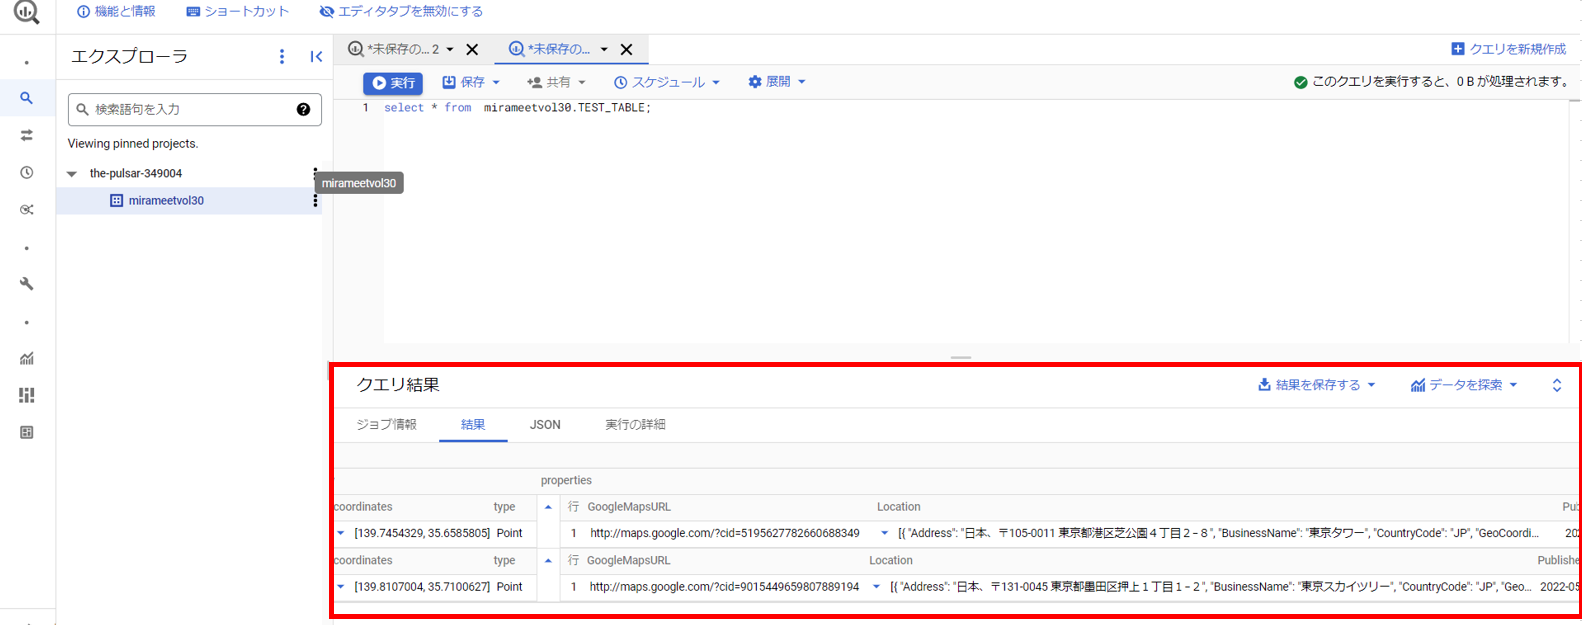 機能と情報 ショートカット エディタタブを無効にする
エクスプローラ
*未保存の... 2 *未保存の...
クエリを新規作成
実行 保存 共有 スケジュール 展開
このクエリを実行すると、0 B が処理されます。
検索語句を入力
1 select * from mirameetvol30.TEST_TABLE;
Viewing pinned projects.
the-pulsar-349004
mirameetvol30
mirameetvol30
クエリ結果
結果を保存する データを探索
ジョブ情報 結果 JSON 実行の詳細
properties
coordinates type 行 GoogleMapsURL Location
[139.7454329, 35.6585805] Point 1 http://maps.google.com/?cid=5195627782660688349 [{ "Address": "日本、〒105-0011 東京都港区芝公園４丁目２−８", "BusinessName": "東京タワー", "CountryCode": "JP", "GeoCoordi...
coordinates type 行 GoogleMapsURL Location Publishe
[139.8107004, 35.7100627] Point 1 http://maps.google.com/?cid=9015449659807889194 [{ "Address": "日本、〒131-0045 東京都墨田区押上１丁目１−２", "BusinessName": "東京スカイツリー", "CountryCode": "JP", "Geo... 2022-05